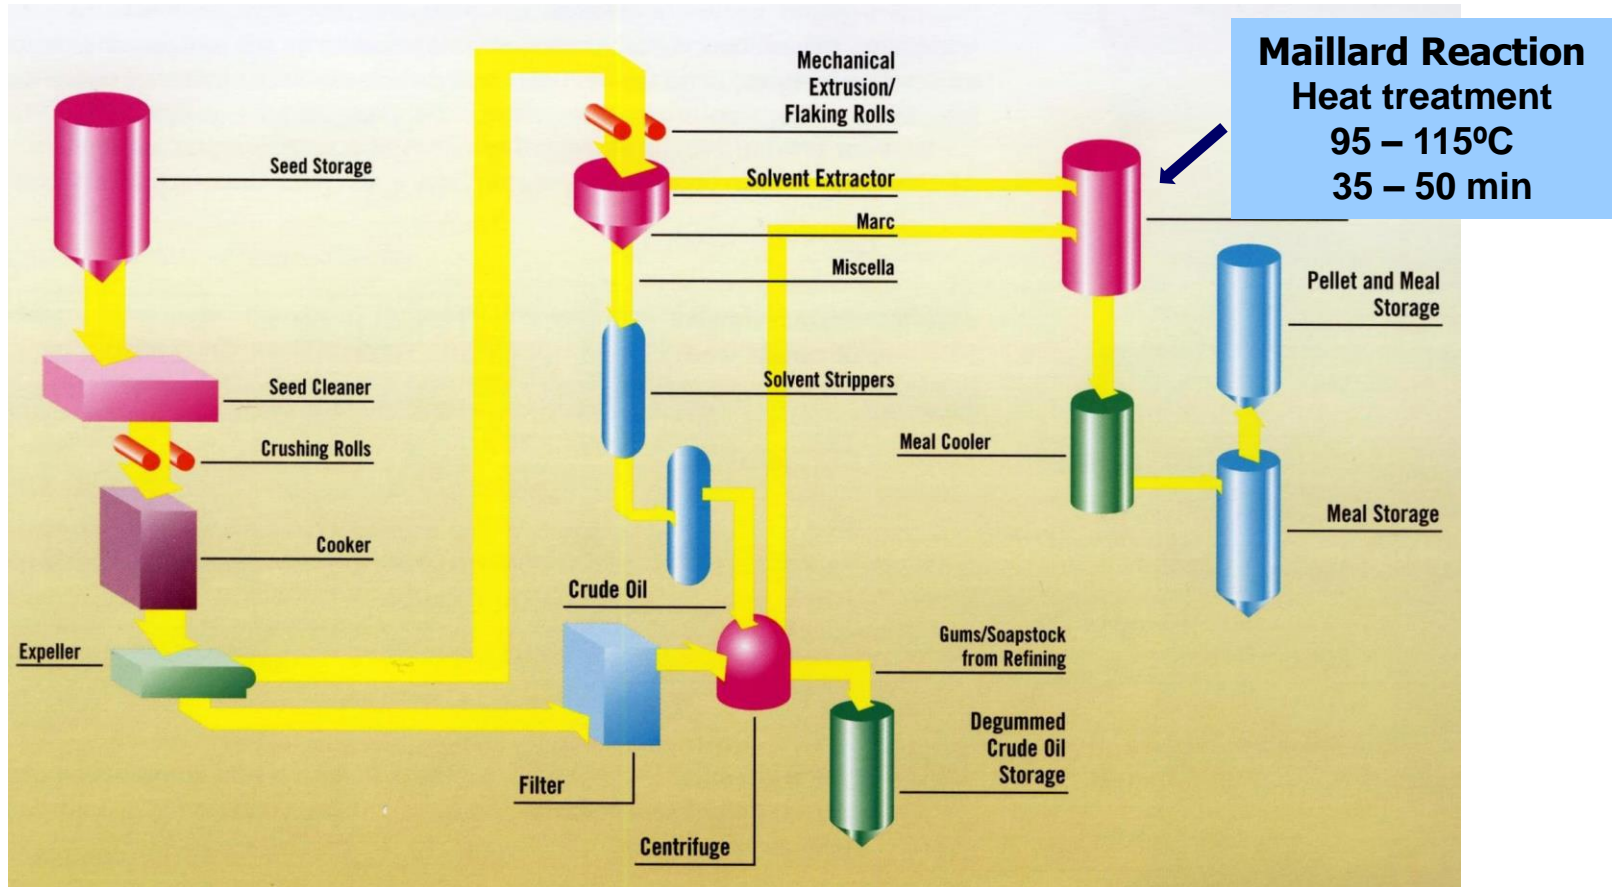 Maillard Reaction
Heat treatment
95 – 115ºC
35 – 50 min
Mechanical
Extrusion/
Flaking Rolls
Seed Storage
Solvent Extractor
Marc
Miscella
Pellet and Meal
Storage
Seed Cleaner
Solvent Strippers
Crushing Rolls
Meal Cooler
Meal Storage
Cooker
Crude Oil
Expeller
Gums/Soapstock
from Refining
Degummed
Crude Oil
Storage
Filter
Centrifuge